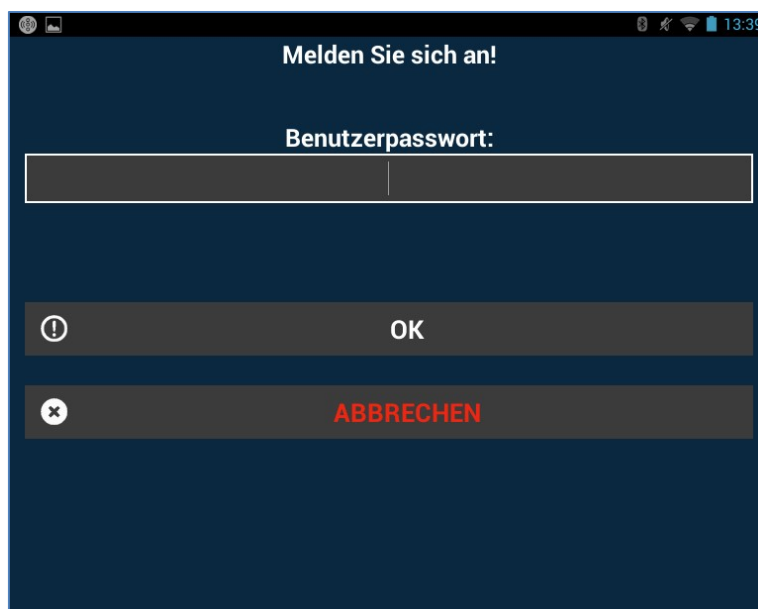 13:39
Melden Sie sich an!
Benutzerpasswort:
OK
ABBRECHEN